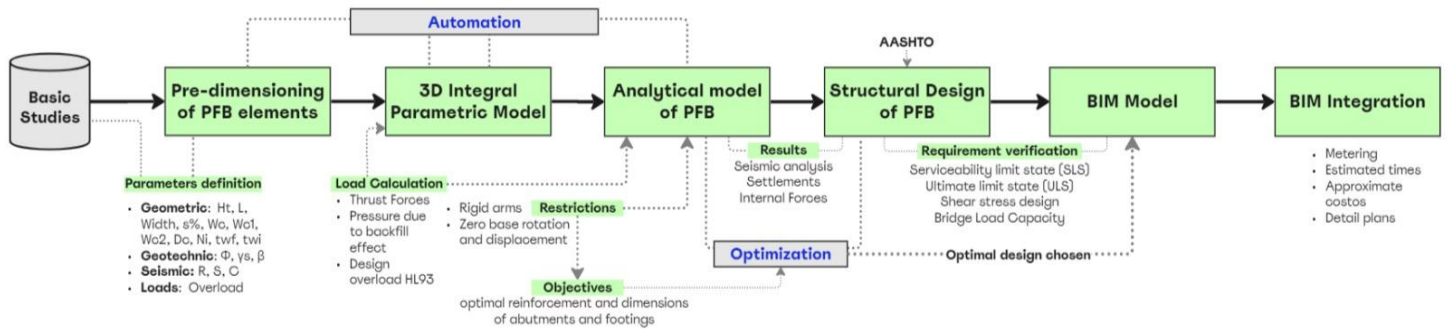 Automation
AASHTO
Basic
Studies
Pre-dimensioning
of PFB elements
3D Integral
Parametric Model
Analytical model
of PFB
Structural Design
of PFB
BIM Model
BIM Integration
Parameters definition
• Geometric: Ht, L,
Width, s%, Wo, Wo1,
Wo2, Do, Ni, twf, twi
• Geotechnic: Φ, γs, β
• Seismic: R, S, C
• Loads: Overload
Load Calculation
• Thrust Forces
• Pressure due
to backfill
effect
• Design
overload HL93
Restrictions
• Rigid arms
• Zero base rotation
and displacement
Objectives
optimal reinforcement and dimensions
of abutments and footings
Results
Seismic analysis
Settlements
Internal Forces
Optimization
Requirement verification
Serviceability limit state (SLS)
Ultimate limit state (ULS)
Shear stress design
Bridge Load Capacity
Optimal design chosen
• Metering
• Estimated times
• Approximate
costos
• Detail plans